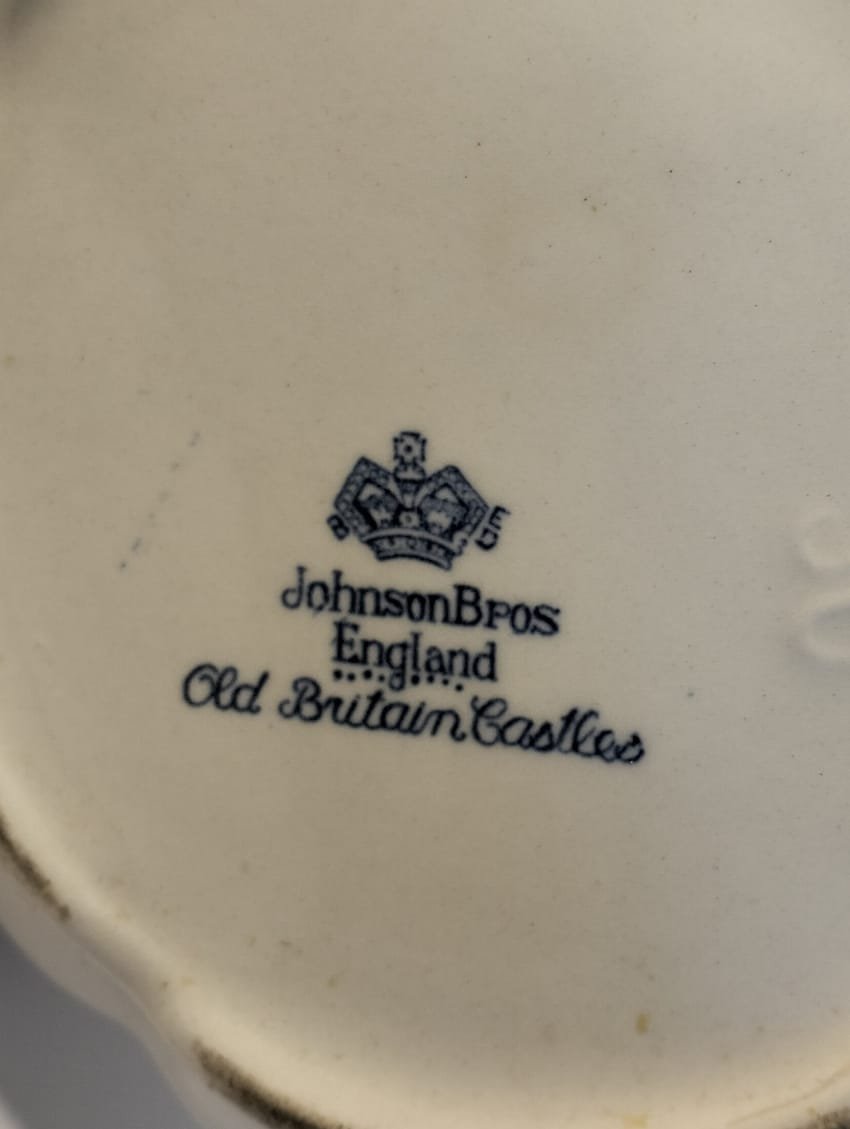 JohnsonBros
England
Old Britain Castles